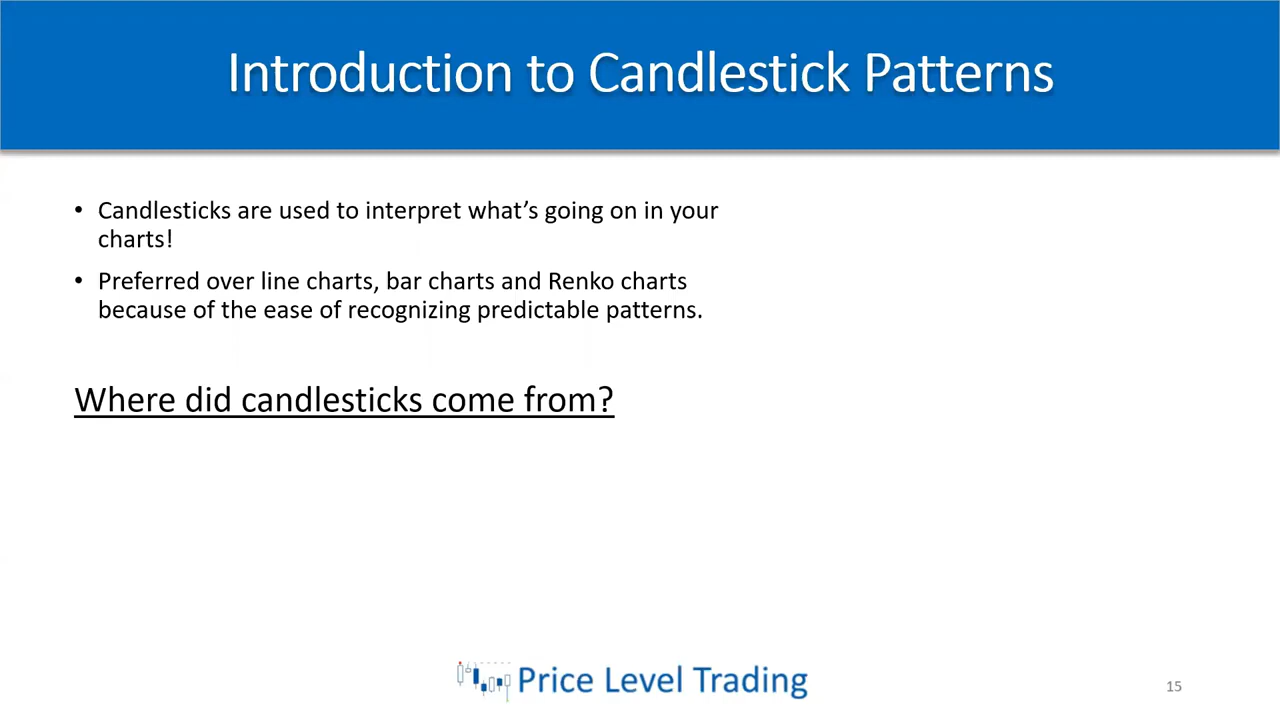 Introduction to Candlestick Patterns
• Candlesticks are used to interpret what’s going on in your
charts!
• Preferred over line charts, bar charts and Renko charts
because of the ease of recognizing predictable patterns.
Where did candlesticks come from?
Price Level Trading
15